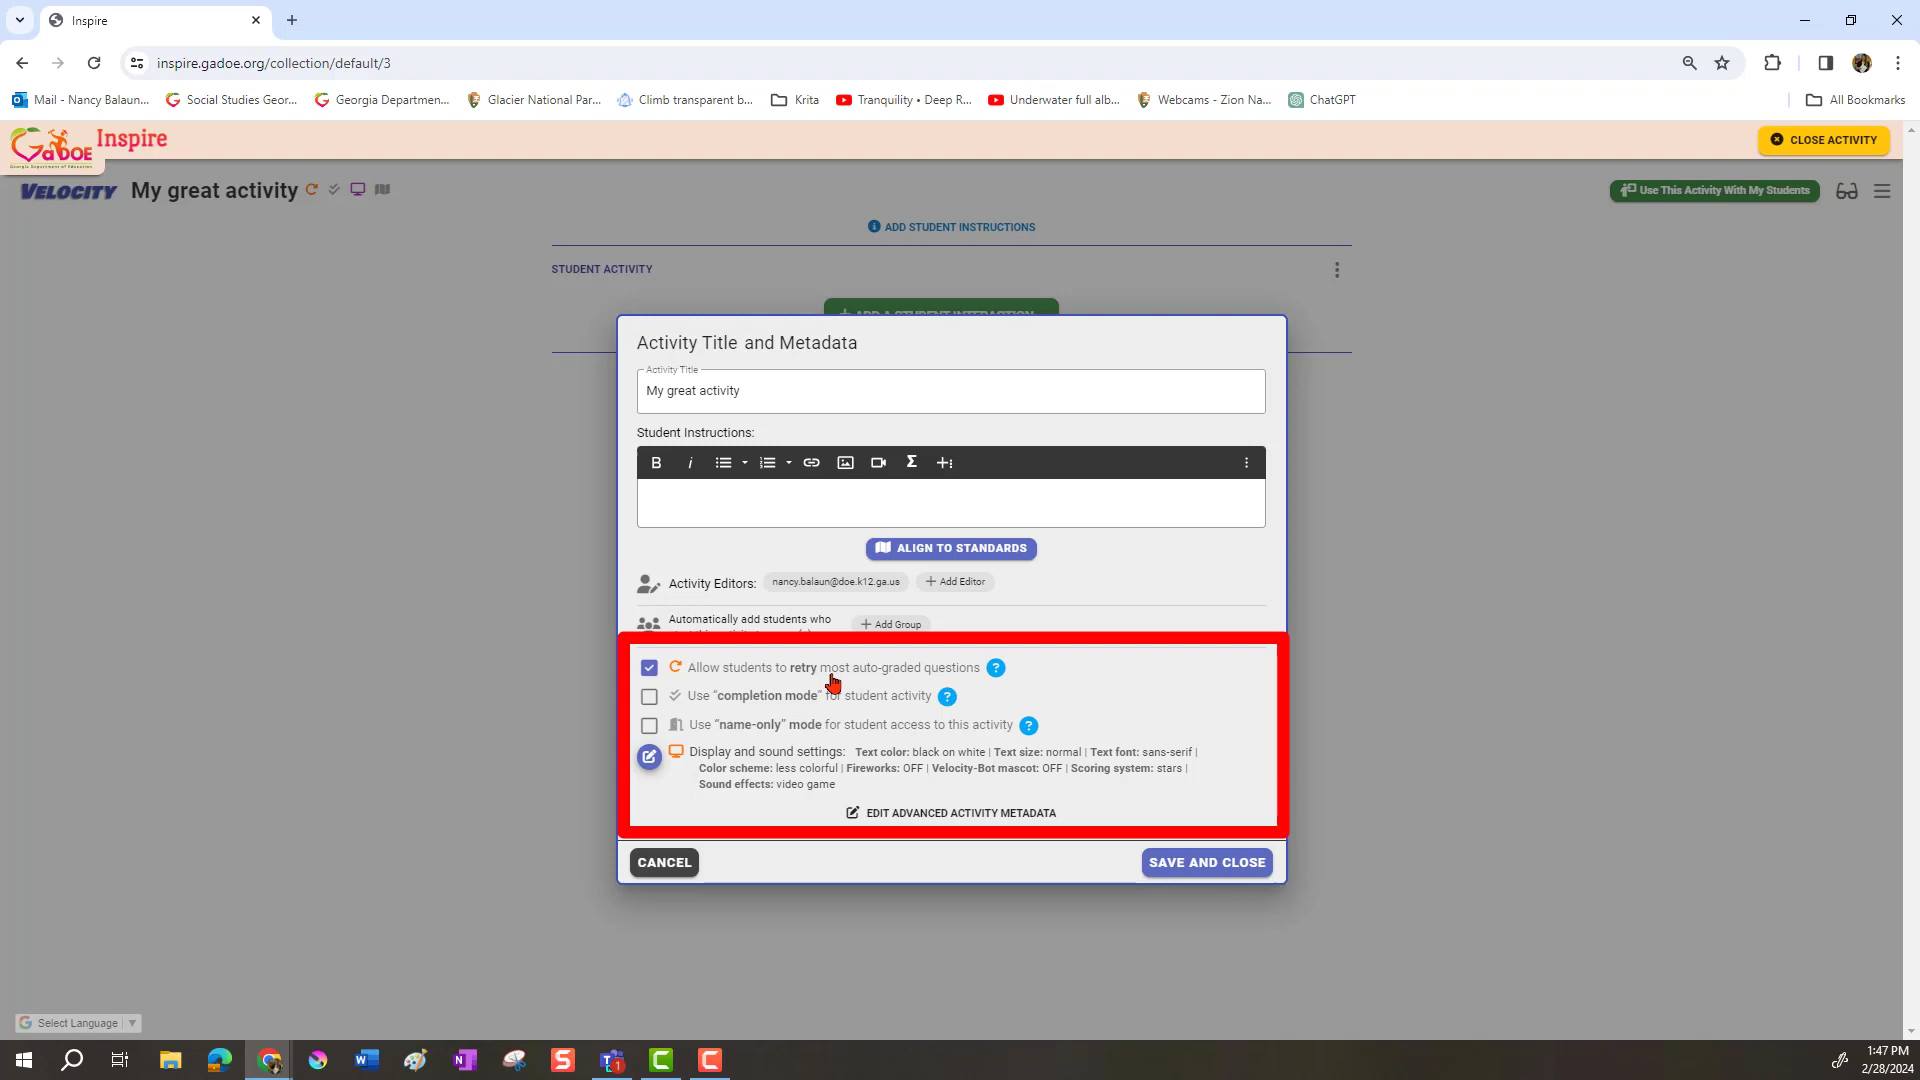 Inspire
inspire.gadoe.org/collection/default/3
Mail - Nancy Balaun...
Social Studies Geor...
Georgia Departmen...
Glacier National Par...
Climb transparent b...
Krita
Tranquility • Deep R...
Underwater full alb...
Webcams - Zion Na...
ChatGPT
All Bookmarks
GaDOE
Georgia Department of Education
Inspire
CLOSE ACTIVITY
VELOCITY
My great activity
Use This Activity With My Students
ADD STUDENT INSTRUCTIONS
STUDENT ACTIVITY
+ ADD A STUDENT INTERACTION
Activity Title and Metadata
Activity Title
My great activity
Student Instructions:
B i
ALIGN TO STANDARDS
Activity Editors: nancy.balaun@doe.k12.ga.us + Add Editor
Automatically add students who
+ Add Group
Allow students to retry most auto-graded questions ?
Use “completion mode” for student activity ?
Use “name-only” mode for student access to this activity ?
Display and sound settings: Text color: black on white | Text size: normal | Text font: sans-serif |
Color scheme: less colorful | Fireworks: OFF | Velocity-Bot mascot: OFF | Scoring system: stars |
Sound effects: video game
EDIT ADVANCED ACTIVITY METADATA
CANCEL
SAVE AND CLOSE
Select Language
1:47 PM
2/28/2024